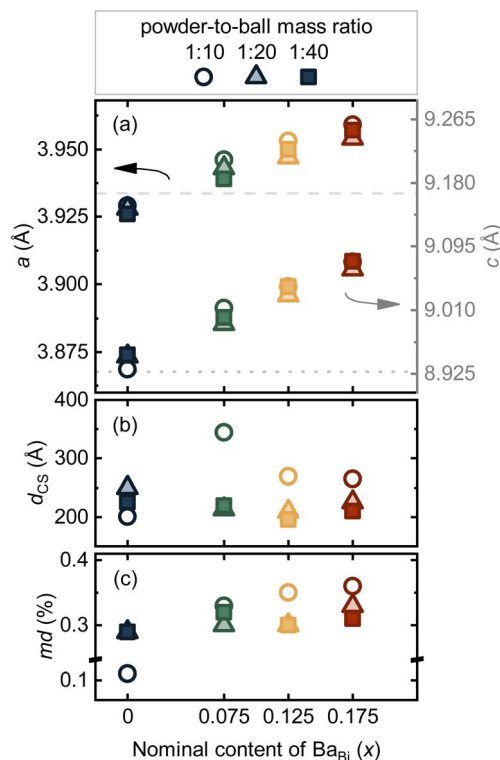 powder-to-ball mass ratio
1:10 1:20 1:40
(a)
3.950
3.925
3.900
3.875
a (Å)
9.265
9.180
9.095
9.010
8.925
c (Å)
(b)
400
300
200
d_CS (Å)
(c)
0.4
0.3
0.1
md (%)
0 0.075 0.125 0.175
Nominal content of Ba_Bi (x)